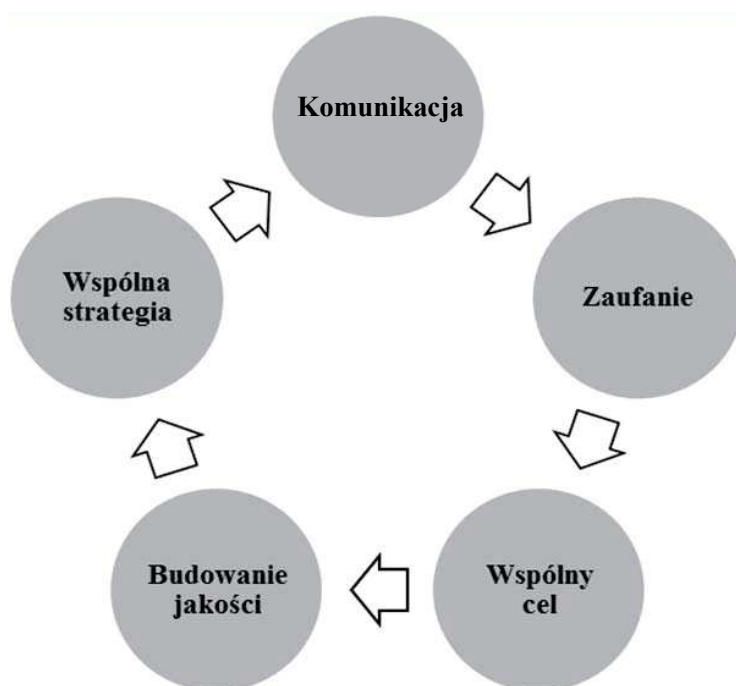 Komunikacja
Zaufanie
Wspólny
cel
Budowanie
jakości
Wspólna
strategia